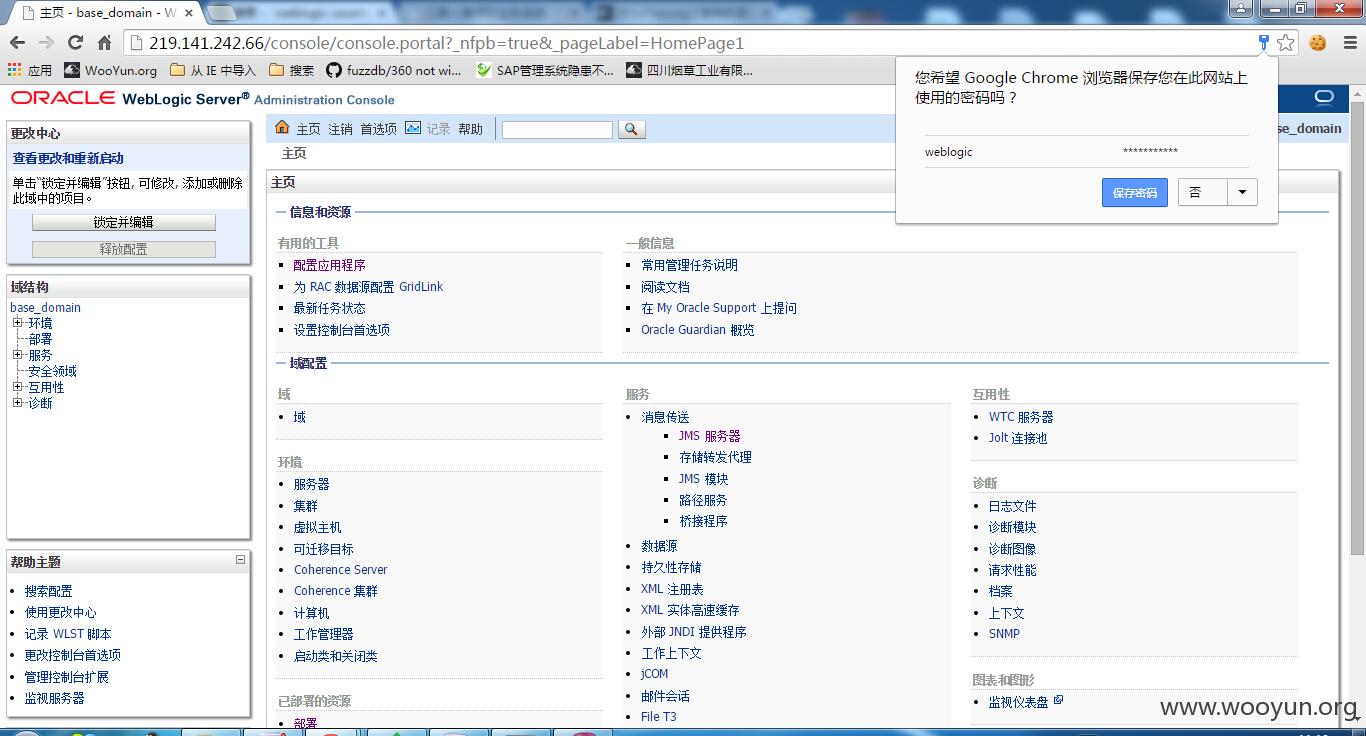 主页 - base_domain - W
219.141.242.66/console/console.portal?_nfpb=true&_pageLabel=HomePage1
应用 WooYun.org 从 IE 中导入 搜索 fuzzdb/360 not wi... SAP管理系统隐患不... 四川烟草工业有限...
您希望 Google Chrome 浏览器保存您在此网站上
使用的密码吗？
weblogic ***********
保存密码 否
ORACLE WebLogic Server® Administration Console
更改中心
查看更改和重新启动
单击“锁定并编辑”按钮, 可修改, 添加或删除
此域中的项目。
锁定并编辑
释放配置
域结构
base_domain
环境
部署
服务
安全领域
互用性
诊断
帮助主题
搜索配置
使用更改中心
记录 WLST 脚本
更改控制台首选项
管理控制台扩展
监视服务器
主页 注销 首选项 记录 帮助
se_domain
主页
主页
信息和资源
有用的工具
配置应用程序
为 RAC 数据源配置 GridLink
最新任务状态
设置控制台首选项
一般信息
常用管理任务说明
阅读文档
在 My Oracle Support 上提问
Oracle Guardian 概览
域配置
域
域
环境
服务器
集群
虚拟主机
可迁移目标
Coherence Server
Coherence 集群
计算机
工作管理器
启动类和关闭类
已部署的资源
部署
服务
消息传送
JMS 服务器
存储转发代理
JMS 模块
路径服务
桥接程序
数据源
持久性存储
XML 注册表
XML 实体高速缓存
外部 JNDI 提供程序
工作上下文
jCOM
邮件会话
File T3
互用性
WTC 服务器
Jolt 连接池
诊断
日志文件
诊断模块
诊断图像
请求性能
档案
上下文
SNMP
图表和图形
监视仪表盘
www.wooyun.org